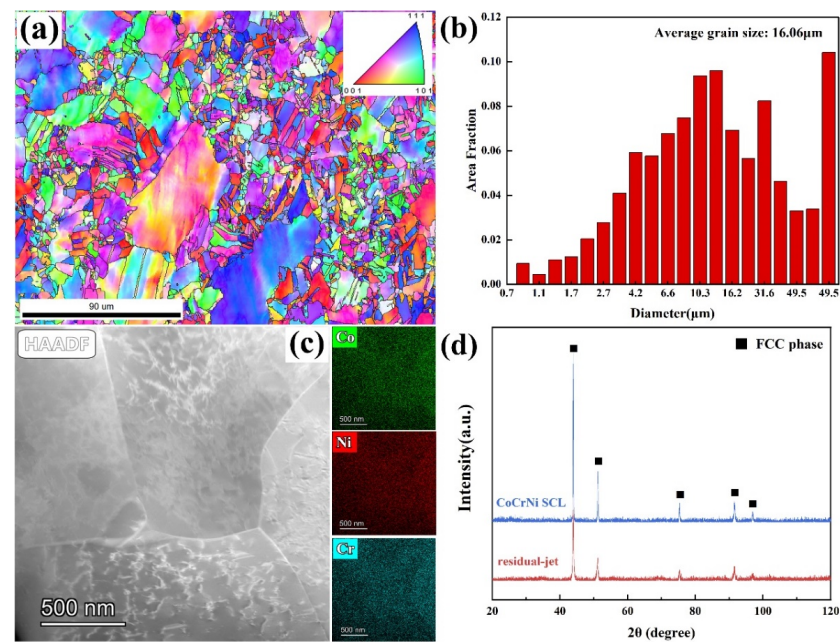 (a)
1 1 1
0 0 1
1 0 1
90 um
(b)
Average grain size: 16.06μm
0.12
0.10
0.08
0.06
0.04
0.02
0.00
Area Fraction
0.7
1.1
1.7
2.7
4.2
6.6
10.3
16.2
31.6
49.5
49.5
Diameter(μm)
HAADF
(c)
500 nm
Co
500 nm
Ni
500 nm
Cr
500 nm
(d)
FCC phase
Intensity(a.u.)
CoCrNi SCL
residual-jet
20
40
60
80
100
120
2θ (degree)